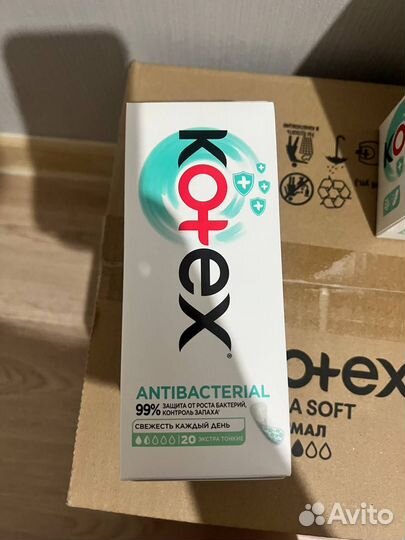 kotex®
ANTIBACTERIAL
99% ЗАЩИТА ОТ РОСТА БАКТЕРИЙ,
КОНТРОЛЬ ЗАПАХА
СВЕЖЕСТЬ КАЖДЫЙ ДЕНЬ
20 ЭКСТРА ТОНКИЕ
otex
A SOFT
МАЛ
Avito